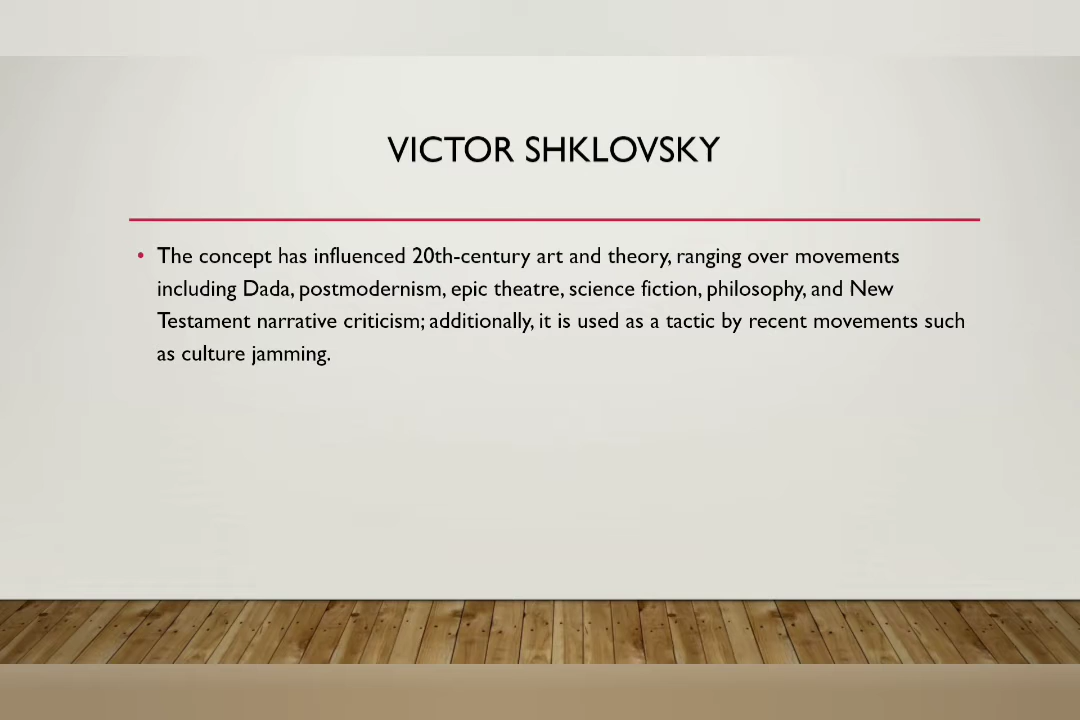 VICTOR SHKLOVSKY
• The concept has influenced 20th-century art and theory, ranging over movements
including Dada, postmodernism, epic theatre, science fiction, philosophy, and New
Testament narrative criticism; additionally, it is used as a tactic by recent movements such
as culture jamming.